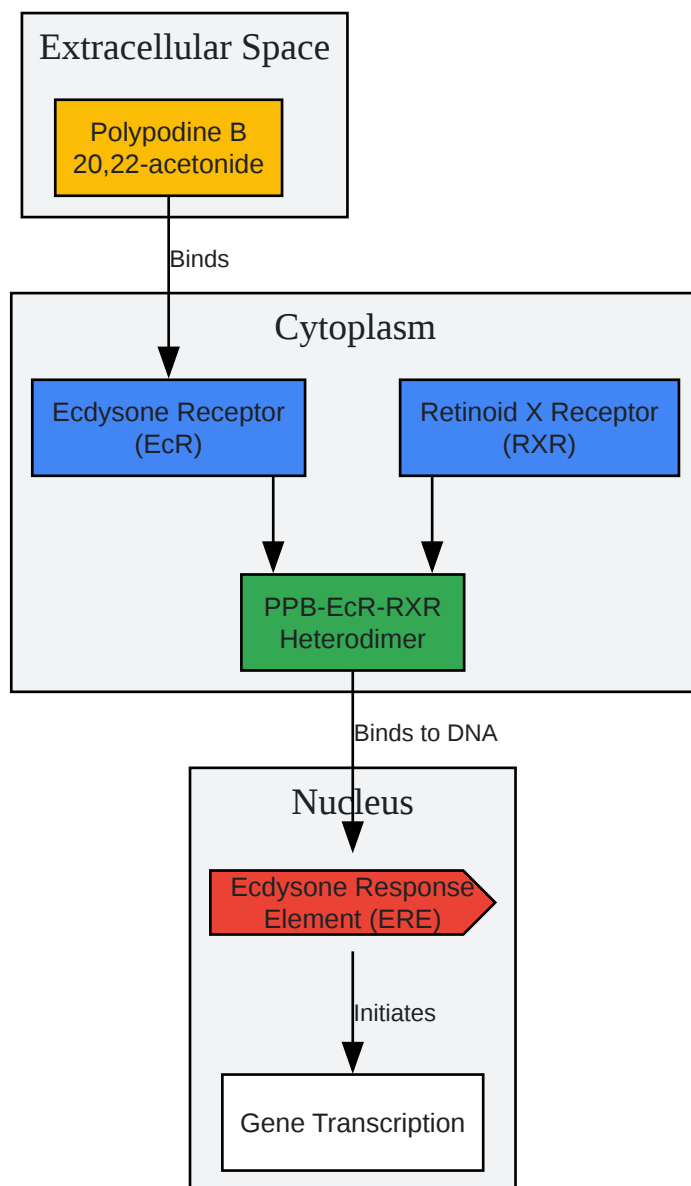 Extracellular Space
Polypodine B
20,22-acetonide
Binds
Cytoplasm
Ecdysone Receptor
(EcR)
Retinoid X Receptor
(RXR)
PPB-EcR-RXR
Heterodimer
Binds to DNA
Nucleus
Ecdysone Response
Element (ERE)
Initiates
Gene Transcription